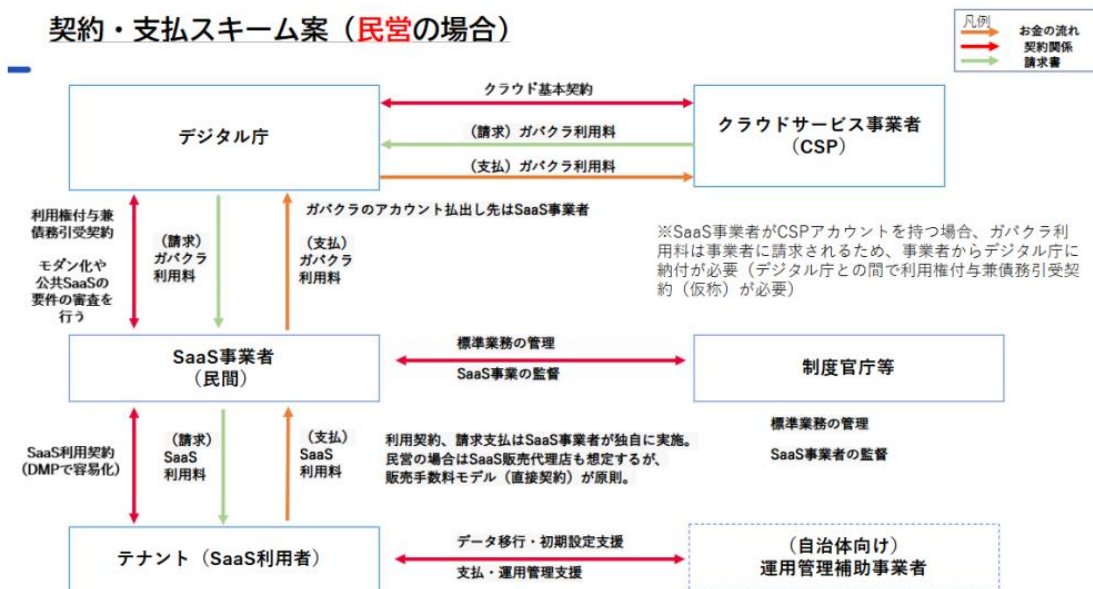 契約・支払スキーム案（民営の場合）
凡例
お金の流れ
契約関係
請求書
デジタル庁
クラウド基本契約
（請求）ガバクラ利用料
（支払）ガバクラ利用料
クラウドサービス事業者
（CSP）
利用権付与兼
債務引受契約
モダン化や
公共SaaSの
要件の審査を
行う
（請求）
ガバクラ
利用料
（支払）
ガバクラ
利用料
ガバクラのアカウント払出し先はSaaS事業者
※SaaS事業者がCSPアカウントを持つ場合、ガバクラ利
用料は事業者に請求されるため、事業者からデジタル庁に
納付が必要（デジタル庁との間で利用権付与兼債務引受契
約（仮称）が必要）
SaaS事業者
（民間）
標準業務の管理
SaaS事業の監督
制度官庁等
標準業務の管理
SaaS事業者の監督
SaaS利用契約
（DMPで容易化）
（請求）
SaaS
利用料
（支払）
SaaS
利用料
利用契約、請求支払はSaaS事業者が独自に実施。
民営の場合はSaaS販売代理店も想定するが、
販売手数料モデル（直接契約）が原則。
テナント（SaaS利用者）
データ移行・初期設定支援
支払・運用管理支援
（自治体向け）
運用管理補助事業者